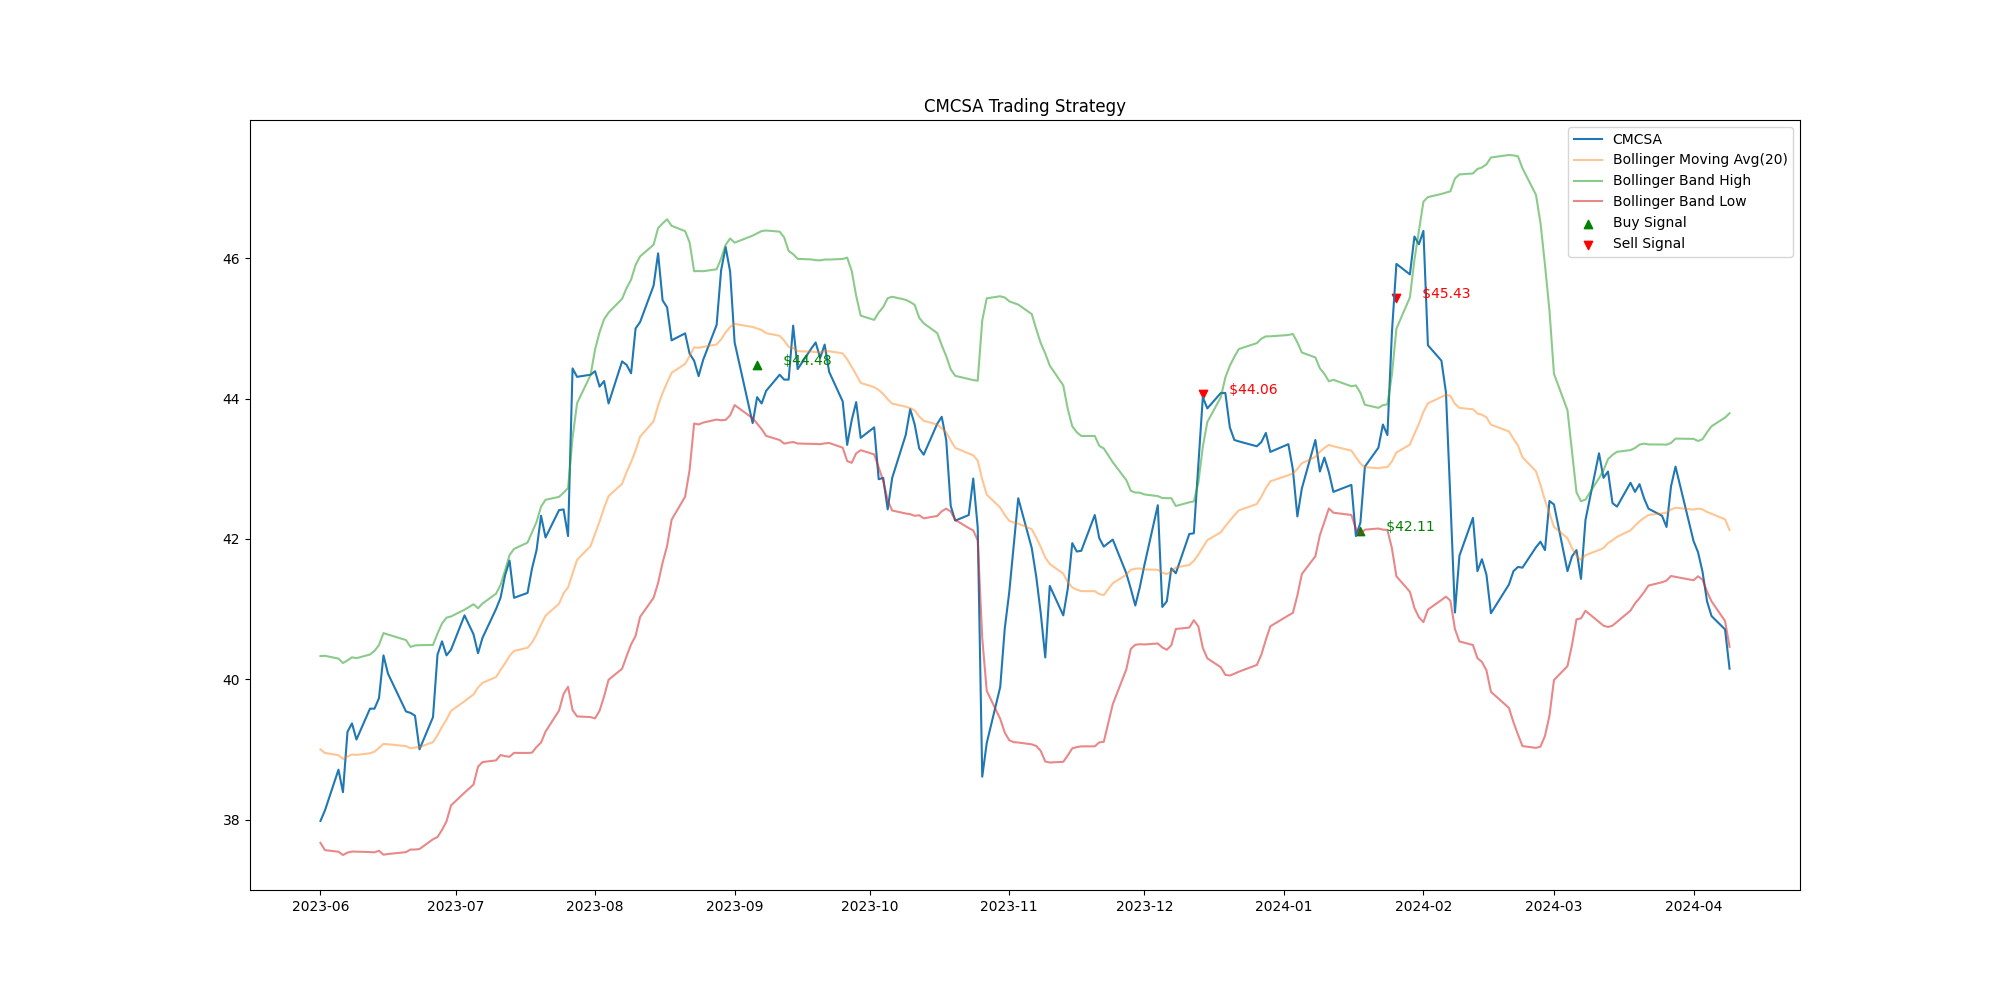 CMCSA Trading Strategy
CMCSA
Bollinger Moving Avg(20)
Bollinger Band High
Bollinger Band Low
Buy Signal
Sell Signal
46
44
42
40
38
$44.48
$44.06
$42.11
$45.43
2023-06
2023-07
2023-08
2023-09
2023-10
2023-11
2023-12
2024-01
2024-02
2024-03
2024-04